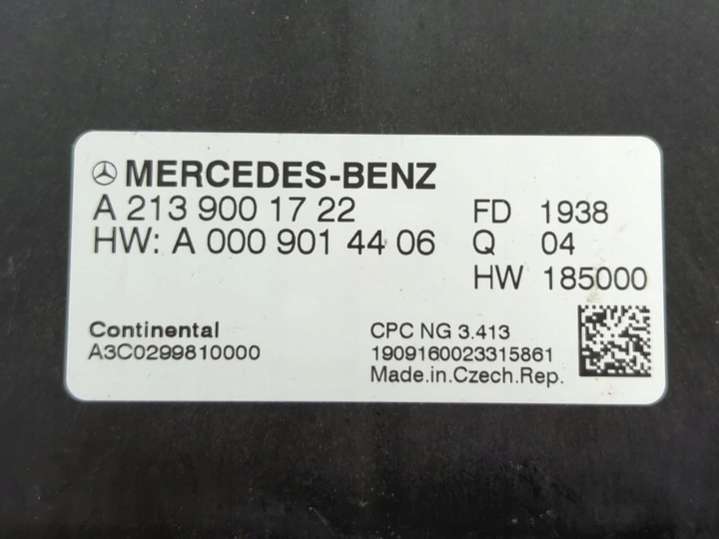 MERCEDES-BENZ
A 213 900 17 22 FD 1938
HW: A 000 901 44 06 Q 04
HW 185000
Continental CPC NG 3.413
A3C0299810000 1909160023315861
Made.in.Czech.Rep.